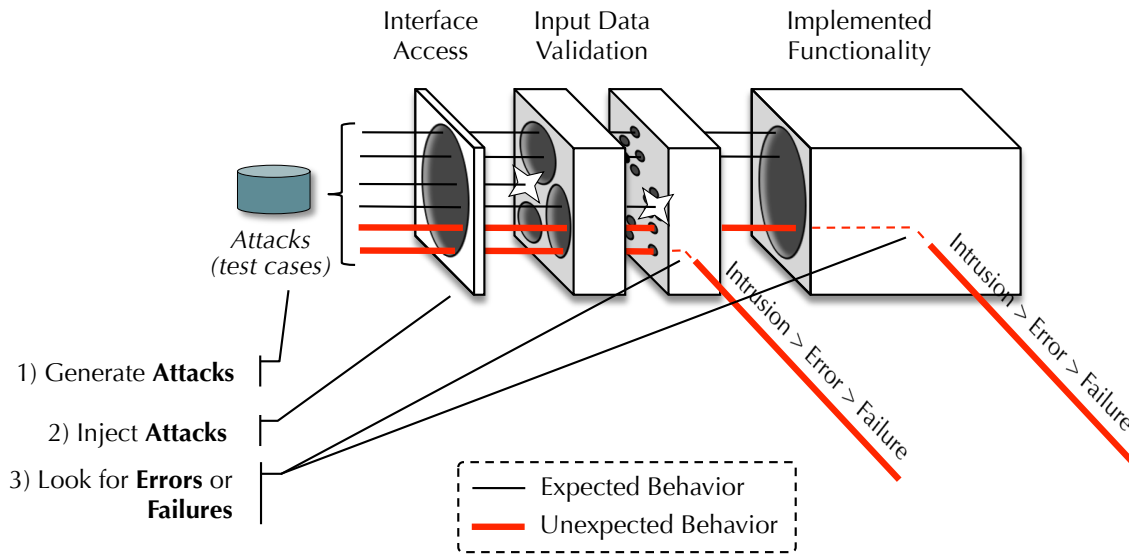 Interface
Access
Input Data
Validation
Implemented
Functionality
Attacks
(test cases)
Intrusion > Error > Failure
Intrusion > Error > Failure
1) Generate Attacks
2) Inject Attacks
3) Look for Errors or
Failures
Expected Behavior
Unexpected Behavior